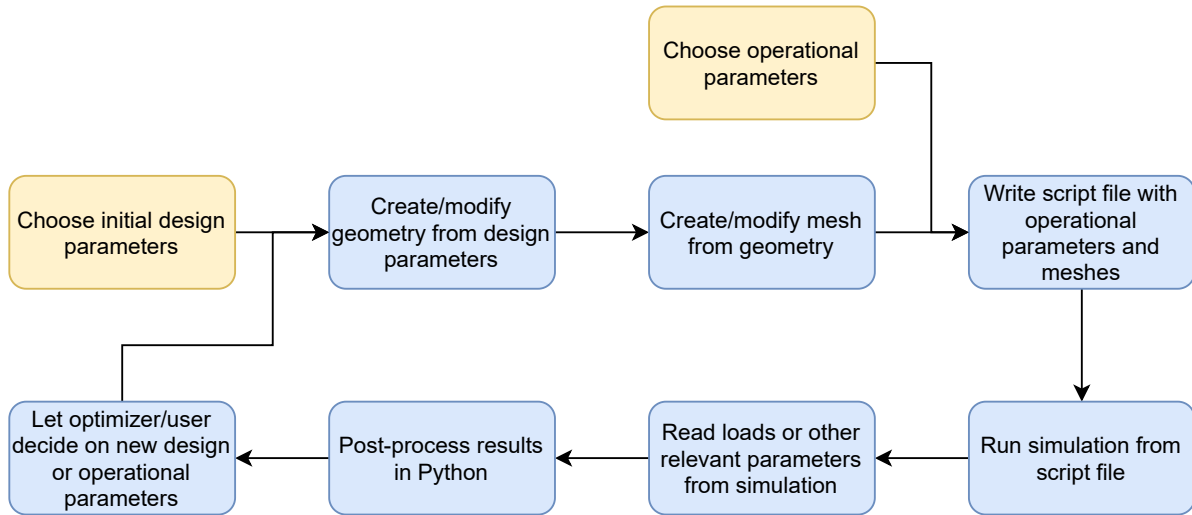 Choose operational
parameters
Choose initial design
parameters
Create/modify
geometry from design
parameters
Create/modify mesh
from geometry
Write script file with
operational
parameters and
meshes
Let optimizer/user
decide on new design
or operational
parameters
Post-process results
in Python
Read loads or other
relevant parameters
from simulation
Run simulation from
script file